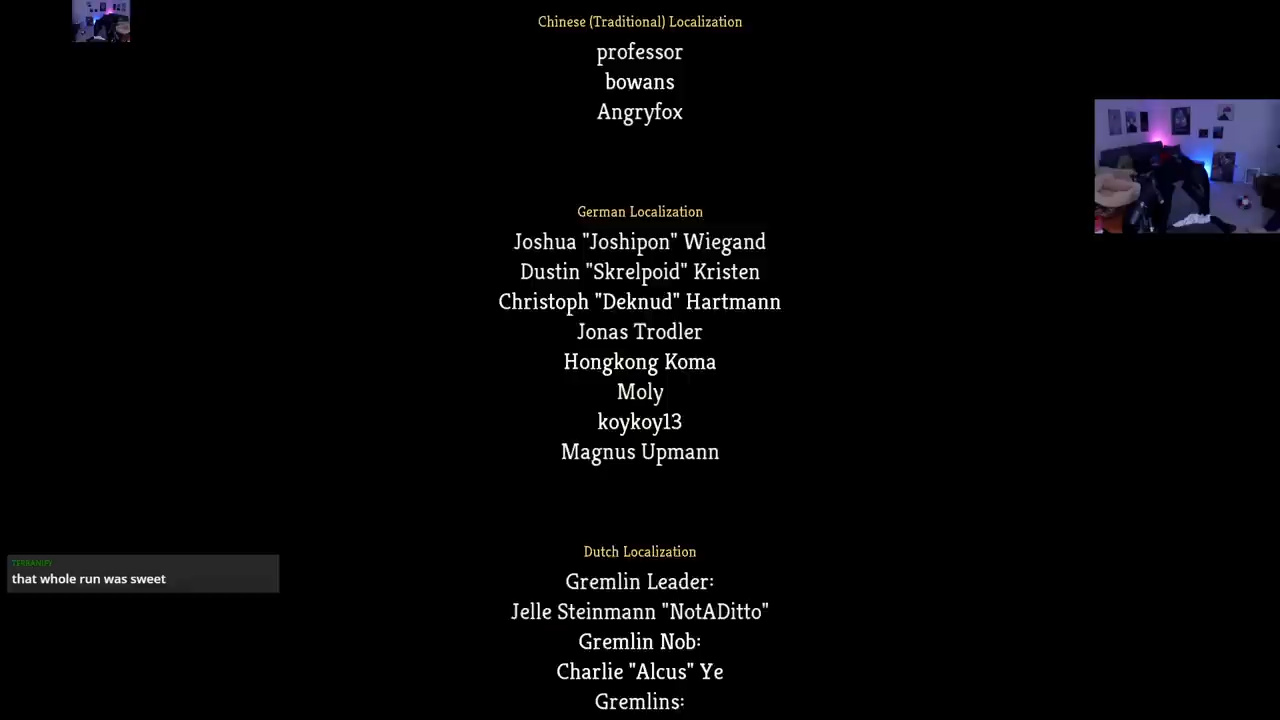 Chinese (Traditional) Localization
professor
bowans
Angryfox
German Localization
Joshua "Joshipon" Wiegand
Dustin "Skrelpoid" Kristen
Christoph "Deknud" Hartmann
Jonas Trodler
Hongkong Koma
Moly
koykoy13
Magnus Upmann
TERRANIFY
that whole run was sweet
Dutch Localization
Gremlin Leader:
Jelle Steinmann "NotADitto"
Gremlin Nob:
Charlie "Alcus" Ye
Gremlins: